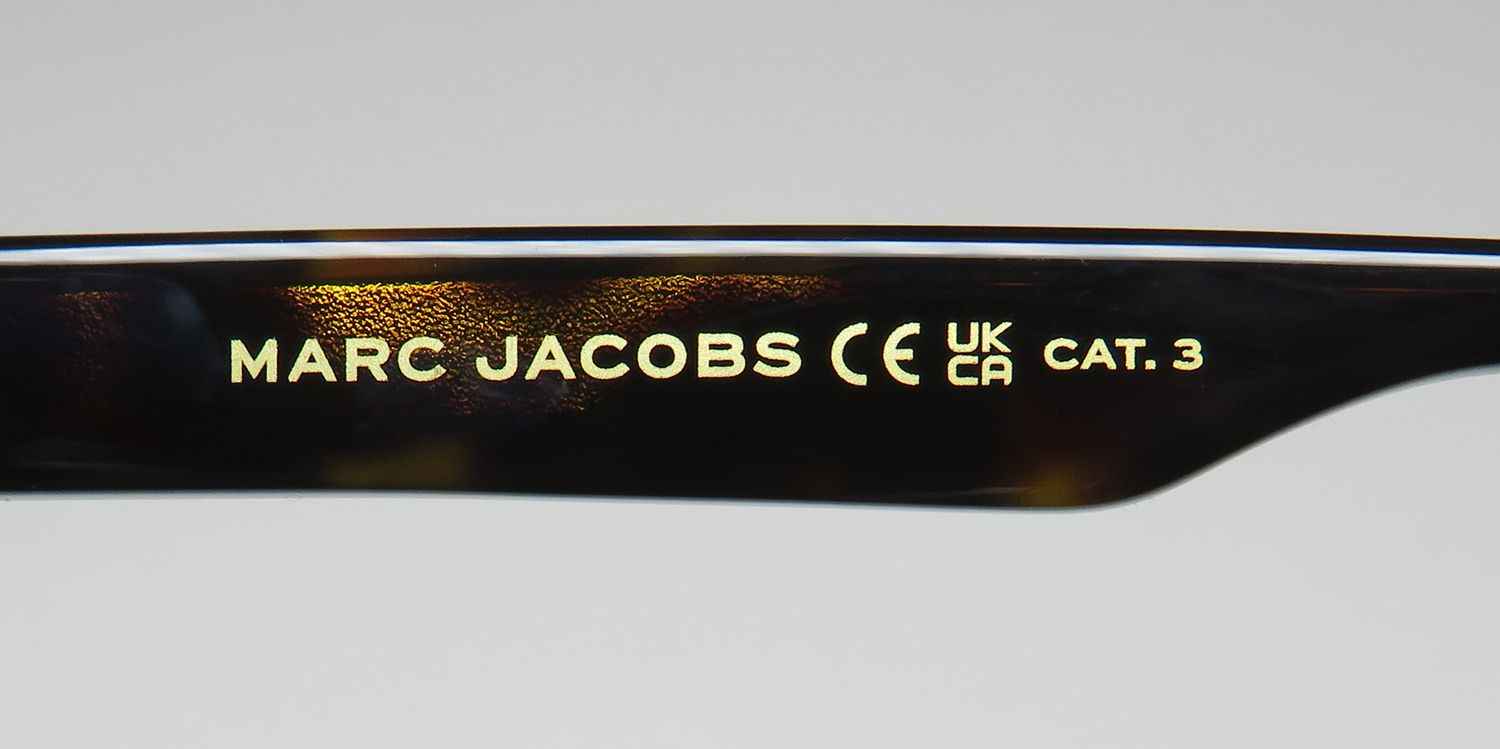 MARC JACOBS CE UK CA CAT. 3